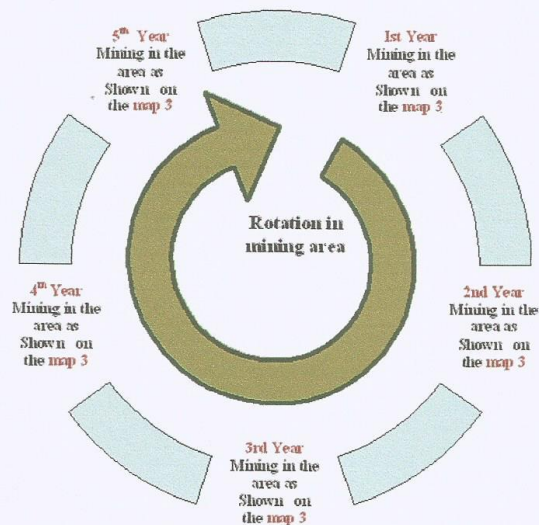 5th Year
Mining in the
area as
Shown on
the map 3
1st Year
Mining in the
area as
Shown on
the map 3
Rotation in
mining area
4th Year
Mining in the
area as
Shown on
the map 3
2nd Year
Mining in the
area as
Shown on
the map 3
3rd Year
Mining in the
area as
Shown on
the map 3